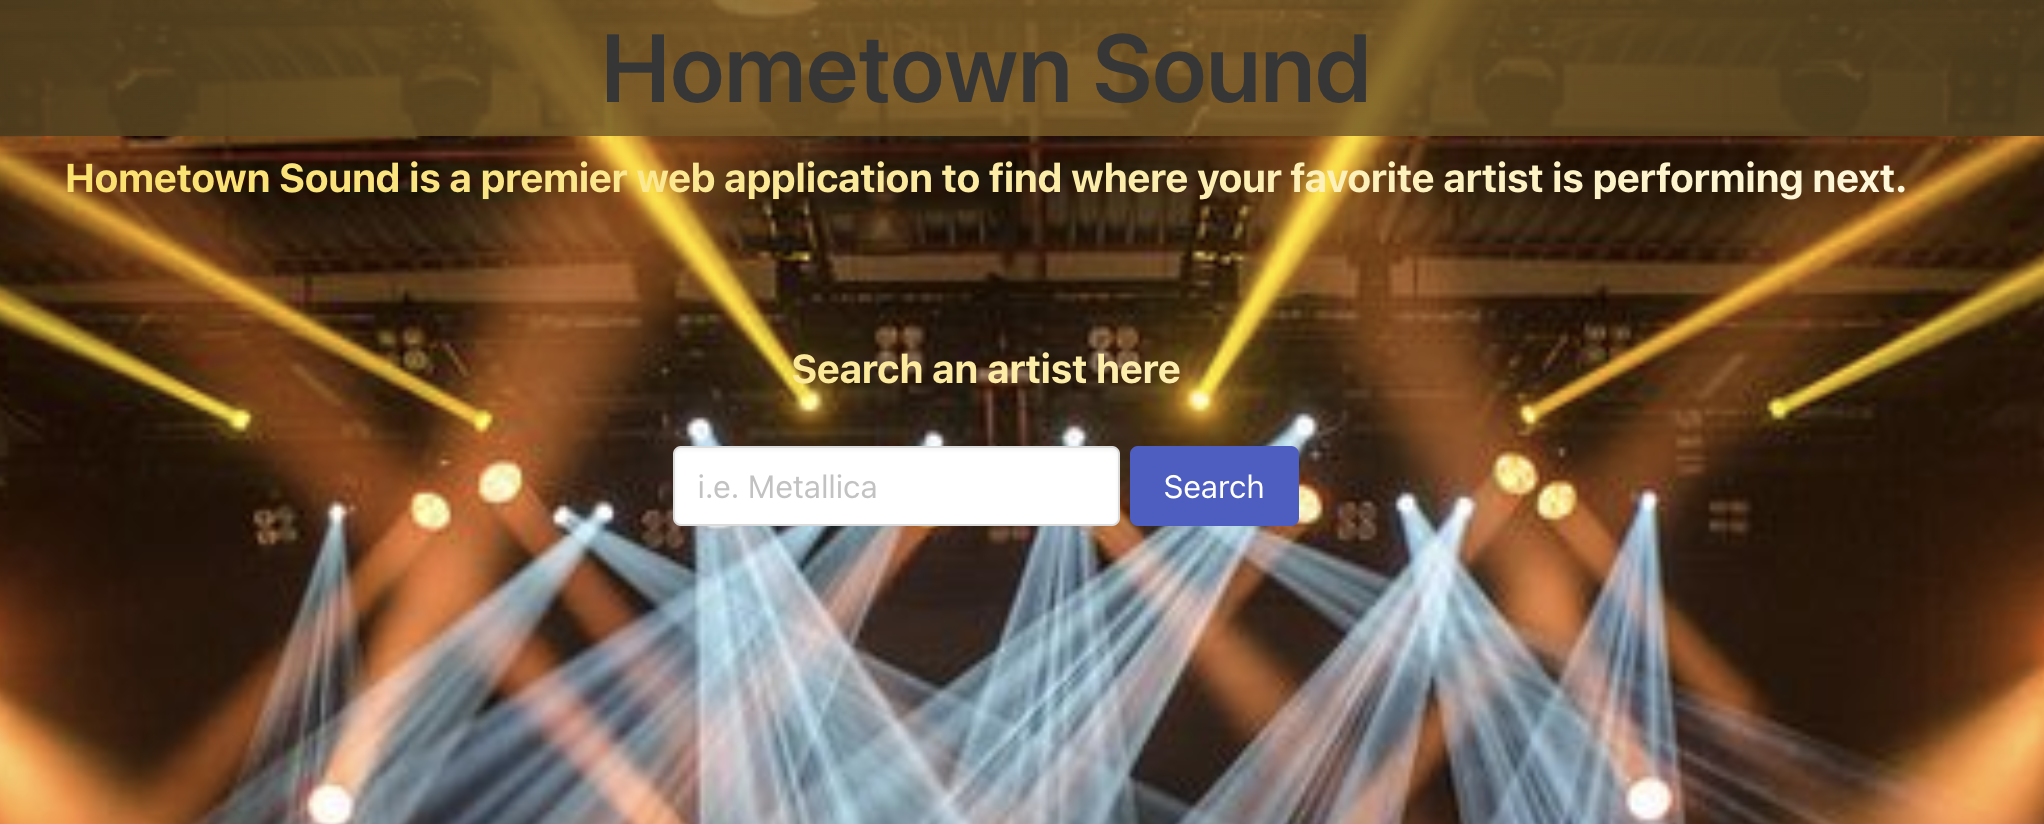 Hometown Sound
Hometown Sound is a premier web application to find where your favorite artist is performing next.
Search an artist here
i.e. Metallica
Search